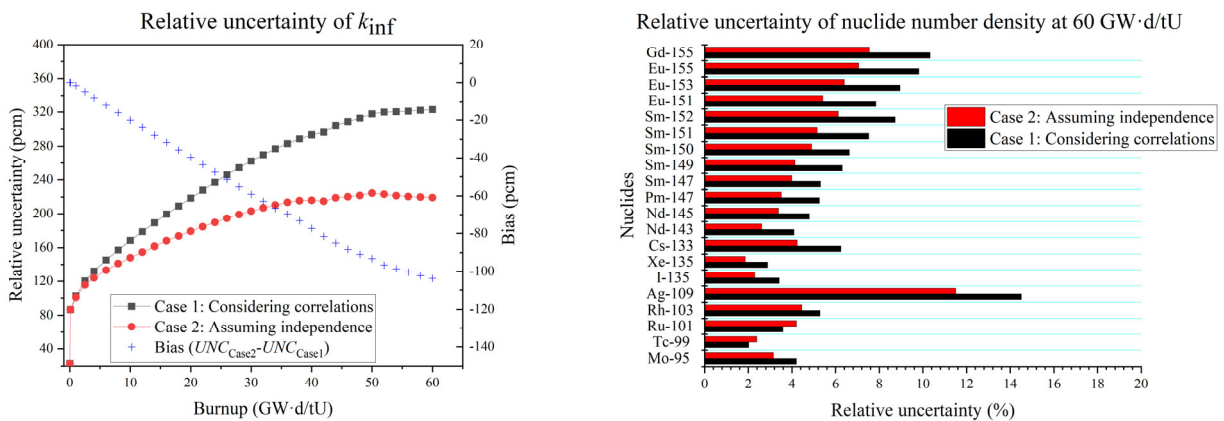 Relative uncertainty of k_inf
400
360
320
280
240
200
160
120
80
40
Relative uncertainty (pcm)
20
0
-20
-40
-60
-80
-100
-120
-140
Bias (pcm)
Case 1: Considering correlations
Case 2: Assuming independence
Bias (UNC_Case2-UNC_Case1)
0 10 20 30 40 50 60
Burnup (GW·d/tU)
Relative uncertainty of nuclide number density at 60 GW·d/tU
Nuclides
Gd-155
Eu-155
Eu-153
Eu-151
Sm-152
Sm-151
Sm-150
Sm-149
Sm-147
Pm-147
Nd-145
Nd-143
Cs-133
Xe-135
I-135
Ag-109
Rh-103
Ru-101
Tc-99
Mo-95
Case 2: Assuming independence
Case 1: Considering correlations
0 2 4 6 8 10 12 14 16 18 20
Relative uncertainty (%)